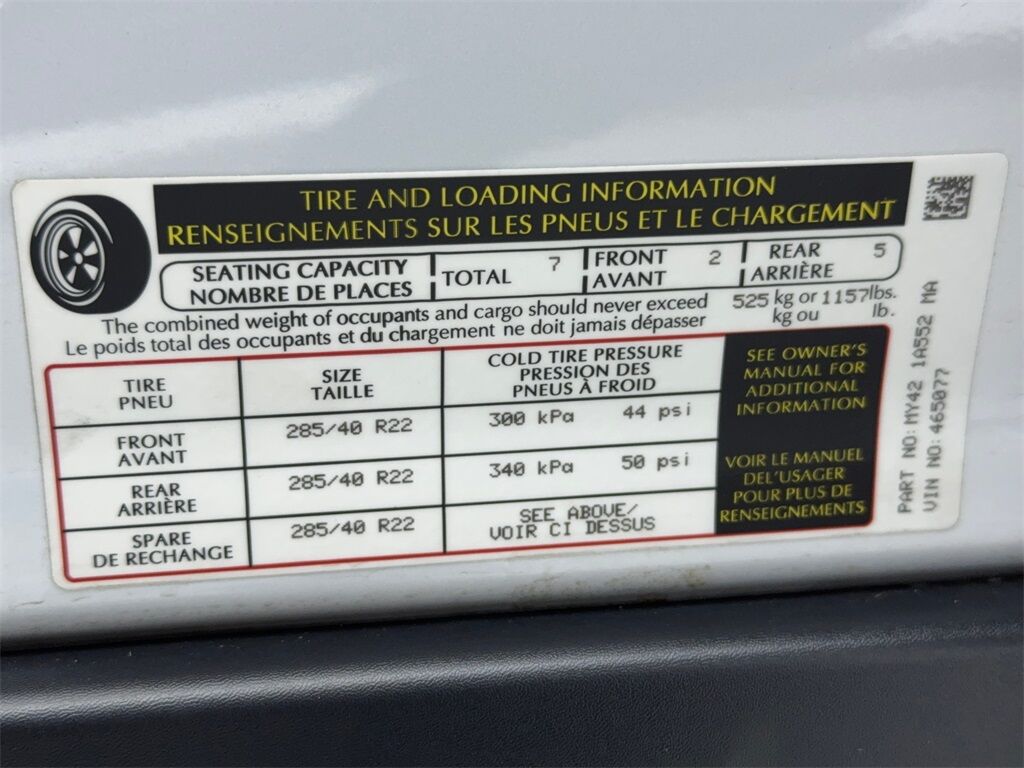 TIRE AND LOADING INFORMATION
RENSEIGNEMENTS SUR LES PNEUS ET LE CHARGEMENT
SEATING CAPACITY
NOMBRE DE PLACES
TOTAL 7
FRONT
AVANT
2
REAR
ARRIÈRE
5
The combined weight of occupants and cargo should never exceed 525 kg or 1157 lbs.
Le poids total des occupants et du chargement ne doit jamais dépasser kg ou lb.
TIRE
PNEU
SIZE
TAILLE
COLD TIRE PRESSURE
PRESSION DES
PNEUS À FROID
FRONT
AVANT
285/40 R22
300 kPa 44 psi
REAR
ARRIÈRE
285/40 R22
340 kPa 50 psi
SPARE
DE RECHANGE
285/40 R22
SEE ABOVE/
VOIR CI DESSUS
SEE OWNER'S
MANUAL FOR
ADDITIONAL
INFORMATION
VOIR LE MANUEL
DEL'USAGER
POUR PLUS DE
RENSEIGNEMENTS
PART NO:MY42 1A552 MA
VIN NO:465077